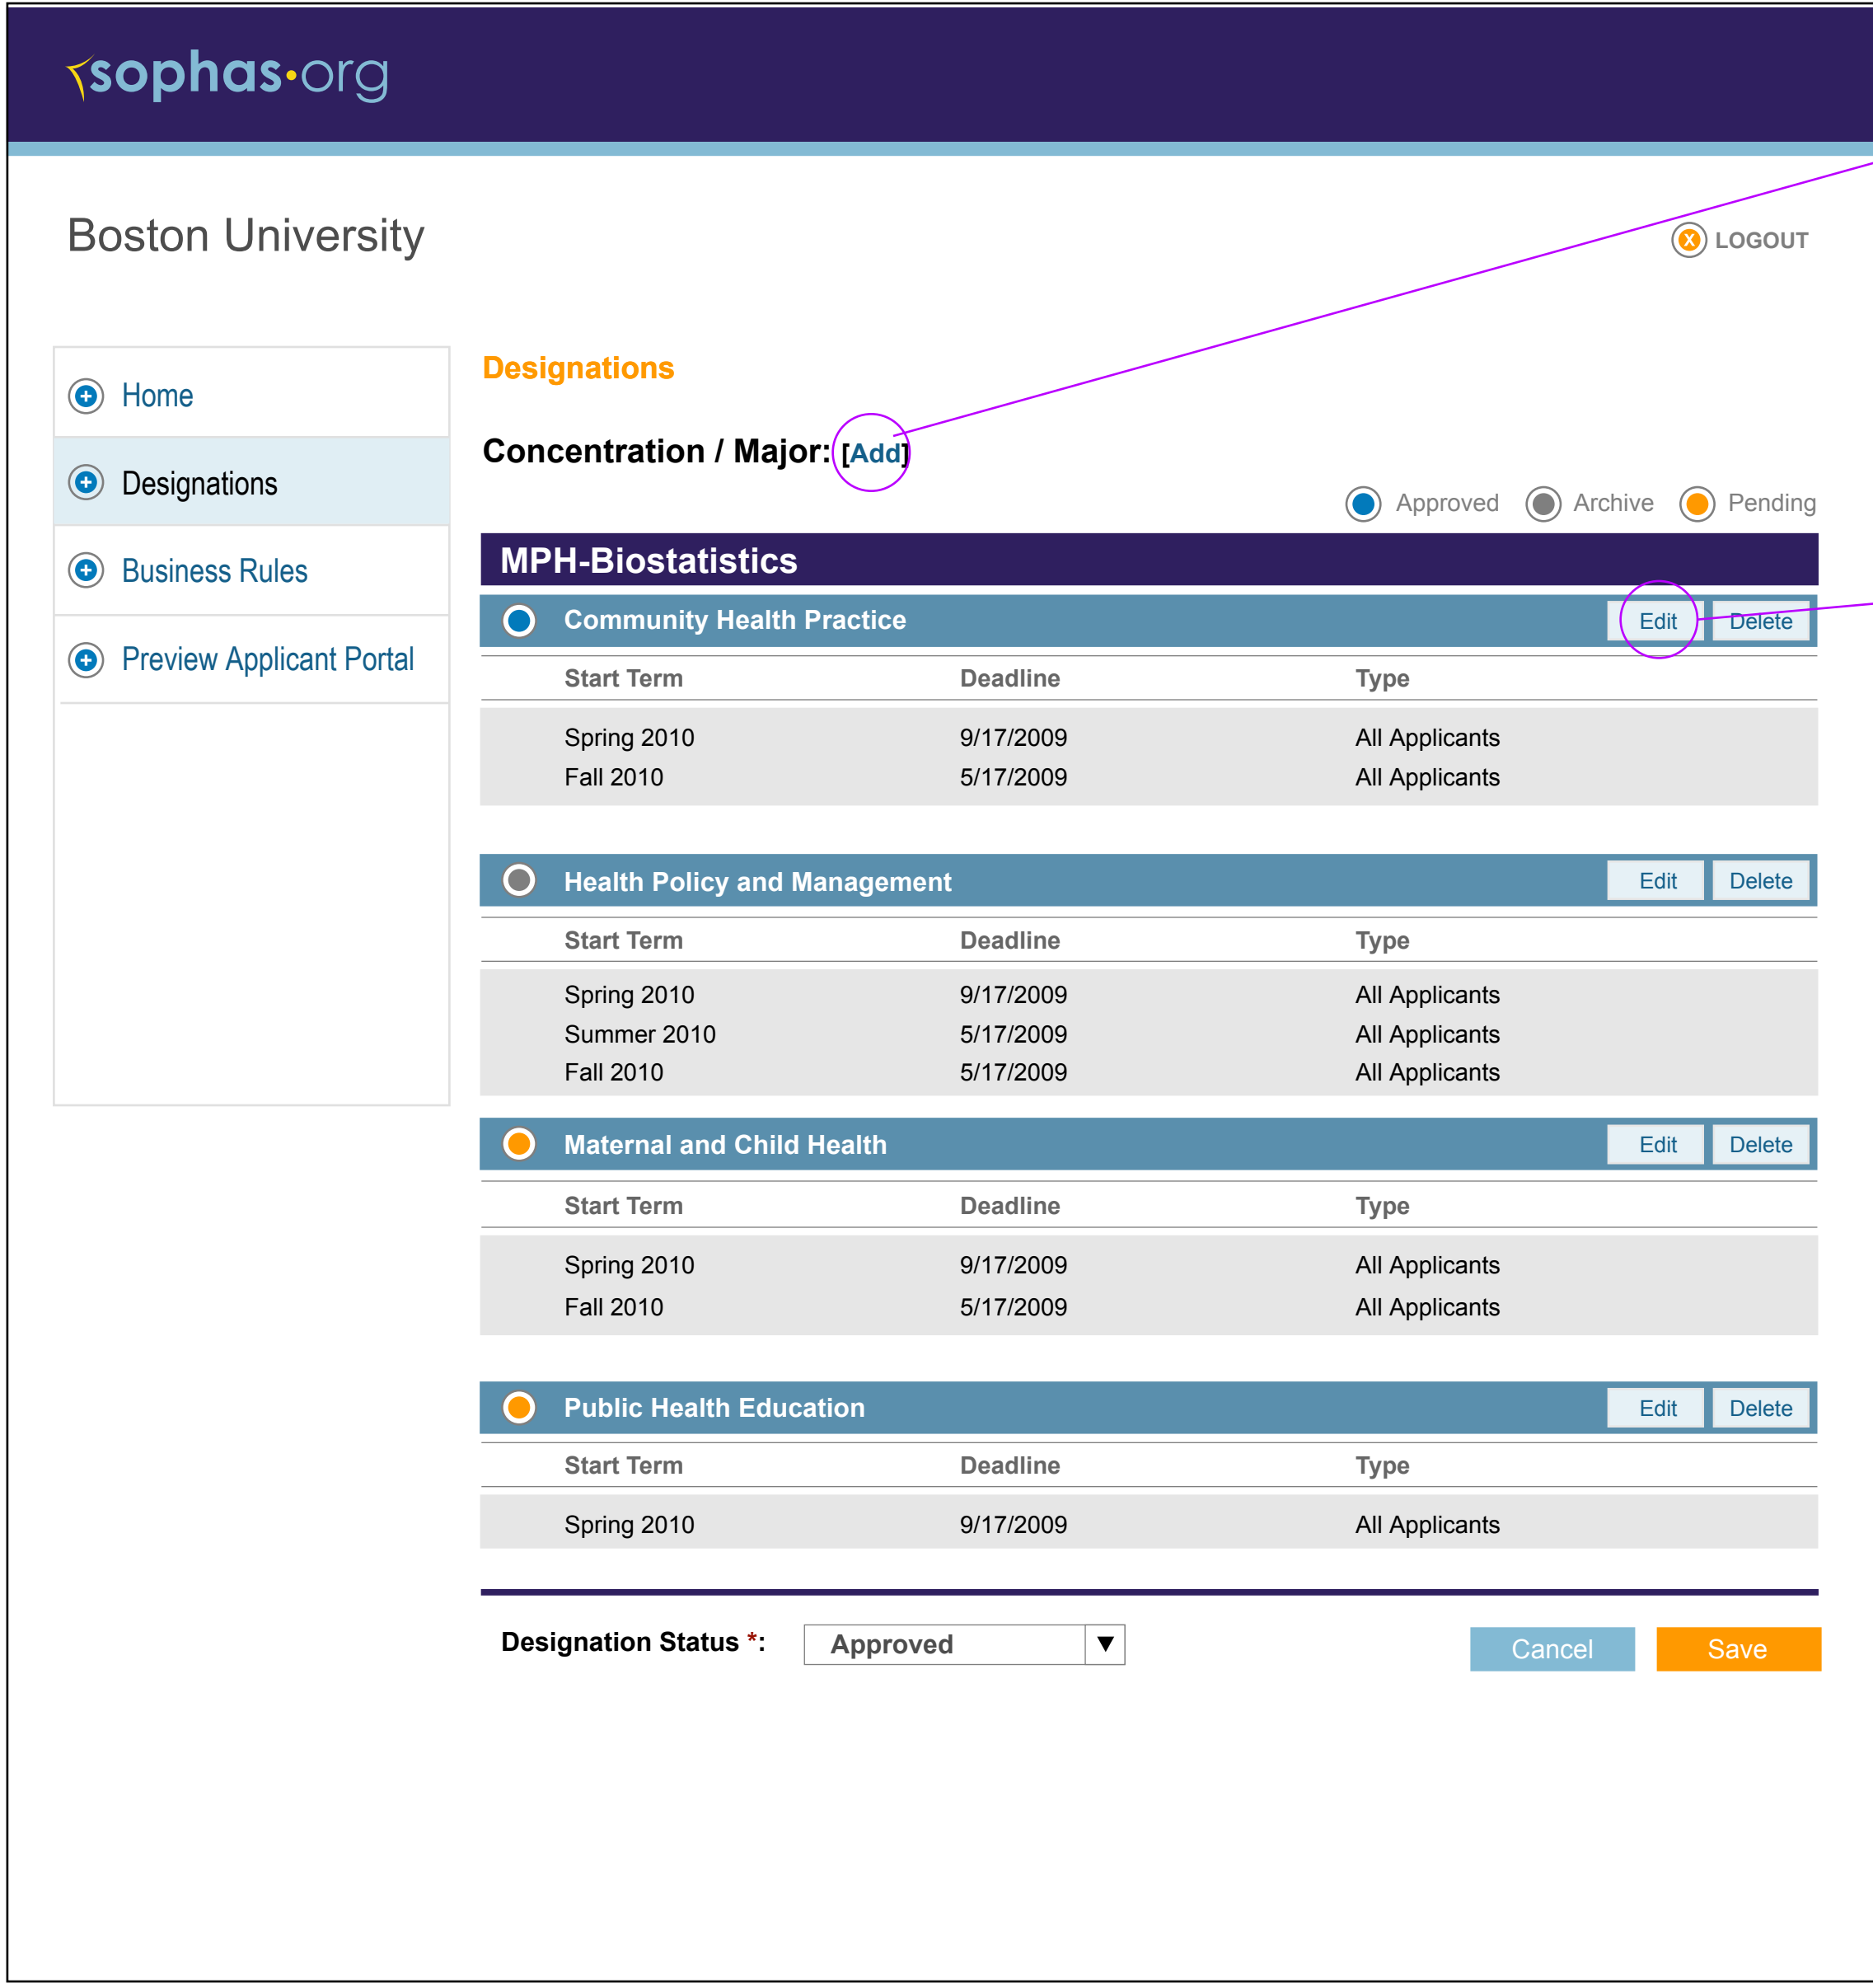 sophas•org
Boston University
X LOGOUT
Home
Designations
Business Rules
Preview Applicant Portal
Designations
Concentration / Major: [Add]
Approved Archive Pending
MPH-Biostatistics
Community Health Practice Edit Delete
Start Term Deadline Type
Spring 2010 9/17/2009 All Applicants
Fall 2010 5/17/2009 All Applicants
Health Policy and Management Edit Delete
Start Term Deadline Type
Spring 2010 9/17/2009 All Applicants
Summer 2010 5/17/2009 All Applicants
Fall 2010 5/17/2009 All Applicants
Maternal and Child Health Edit Delete
Start Term Deadline Type
Spring 2010 9/17/2009 All Applicants
Fall 2010 5/17/2009 All Applicants
Public Health Education Edit Delete
Start Term Deadline Type
Spring 2010 9/17/2009 All Applicants
Designation Status *: Approved Cancel Save